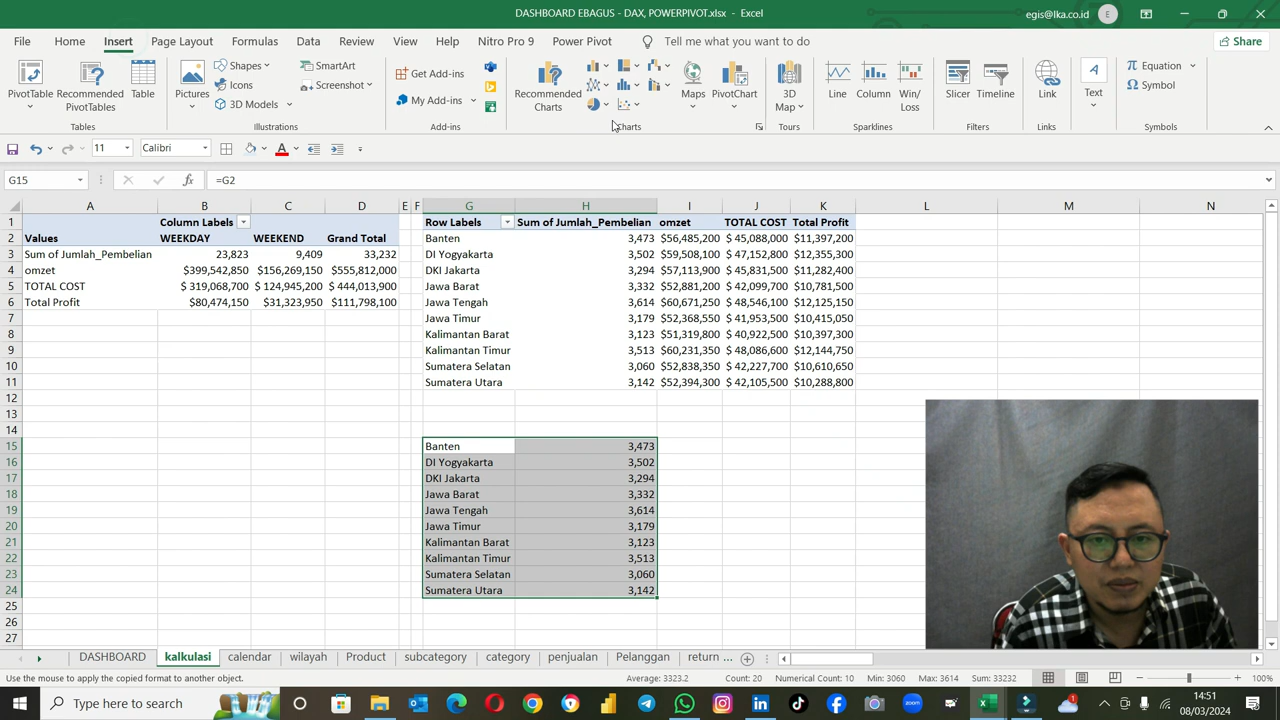 DASHBOARD EBAGUS - DAX, POWERPIVOT.xlsx - Excel
egis@lka.co.id
E
File Home Insert Page Layout Formulas Data Review View Help Nitro Pro 9 Power Pivot Tell me what you want to do
Share
PivotTable
Recommended
PivotTables
Table
Tables
Pictures
Shapes
Icons
3D Models
SmartArt
Screenshot
Illustrations
Get Add-ins
My Add-ins
Add-ins
Recommended
Charts
Maps
PivotChart
Charts
3D
Map
Tours
Line
Column
Win/
Loss
Sparklines
Slicer
Timeline
Filters
Link
Links
Text
Equation
Symbol
Symbols
11
Calibri
G15
fx
=G2
A B C D E F G H I J K L M N
1 Column Labels Row Labels Sum of Jumlah_Pembelian omzet TOTAL COST Total Profit
2 Values WEEKDAY WEEKEND Grand Total Banten 3,473 $56,485,200 $ 45,088,000 $11,397,200
3 Sum of Jumlah_Pembelian 23,823 9,409 33,232 DI Yogyakarta 3,502 $59,508,100 $ 47,152,800 $12,355,300
4 omzet $399,542,850 $156,269,150 $555,812,000 DKI Jakarta 3,294 $57,113,900 $ 45,831,500 $11,282,400
5 TOTAL COST $ 319,068,700 $ 124,945,200 $ 444,013,900 Jawa Barat 3,332 $52,881,200 $ 42,099,700 $10,781,500
6 Total Profit $80,474,150 $31,323,950 $111,798,100 Jawa Tengah 3,614 $60,671,250 $ 48,546,100 $12,125,150
7 Jawa Timur 3,179 $52,368,550 $ 41,953,500 $10,415,050
8 Kalimantan Barat 3,123 $51,319,800 $ 40,922,500 $10,397,300
9 Kalimantan Timur 3,513 $60,231,350 $ 48,086,600 $12,144,750
10 Sumatera Selatan 3,060 $52,838,350 $ 42,227,700 $10,610,650
11 Sumatera Utara 3,142 $52,394,300 $ 42,105,500 $10,288,800
12
13
14
15 Banten 3,473
16 DI Yogyakarta 3,502
17 DKI Jakarta 3,294
18 Jawa Barat 3,332
19 Jawa Tengah 3,614
20 Jawa Timur 3,179
21 Kalimantan Barat 3,123
22 Kalimantan Timur 3,513
23 Sumatera Selatan 3,060
24 Sumatera Utara 3,142
25
26
27
DASHBOARD kalkulasi calendar wilayah Product subcategory category penjualan Pelanggan return ...
Use the mouse to apply the copied format to another object.
Average: 3323.2 Count: 20 Numerical Count: 10 Min: 3060 Max: 3614 Sum: 33232
100%
Type here to search
14:51
08/03/2024